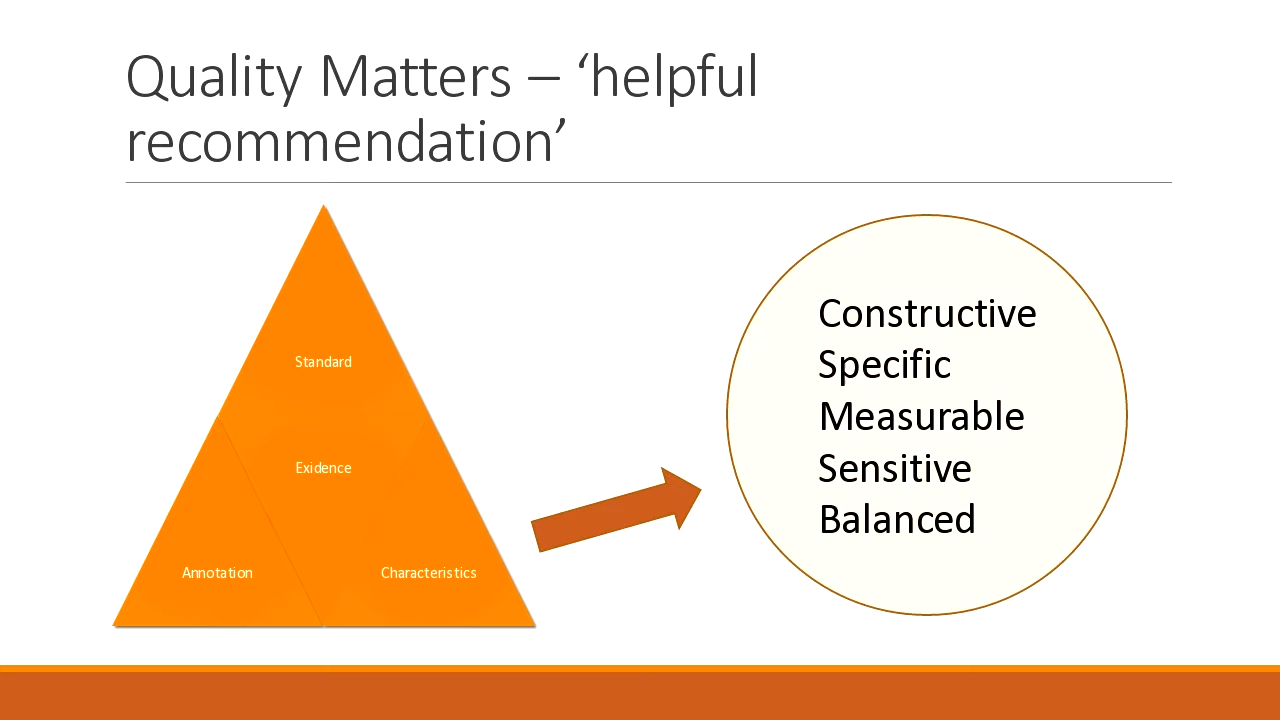 Quality Matters – ‘helpful
recommendation’
Standard
Exidence
Annotation
Characteristics
Constructive
Specific
Measurable
Sensitive
Balanced